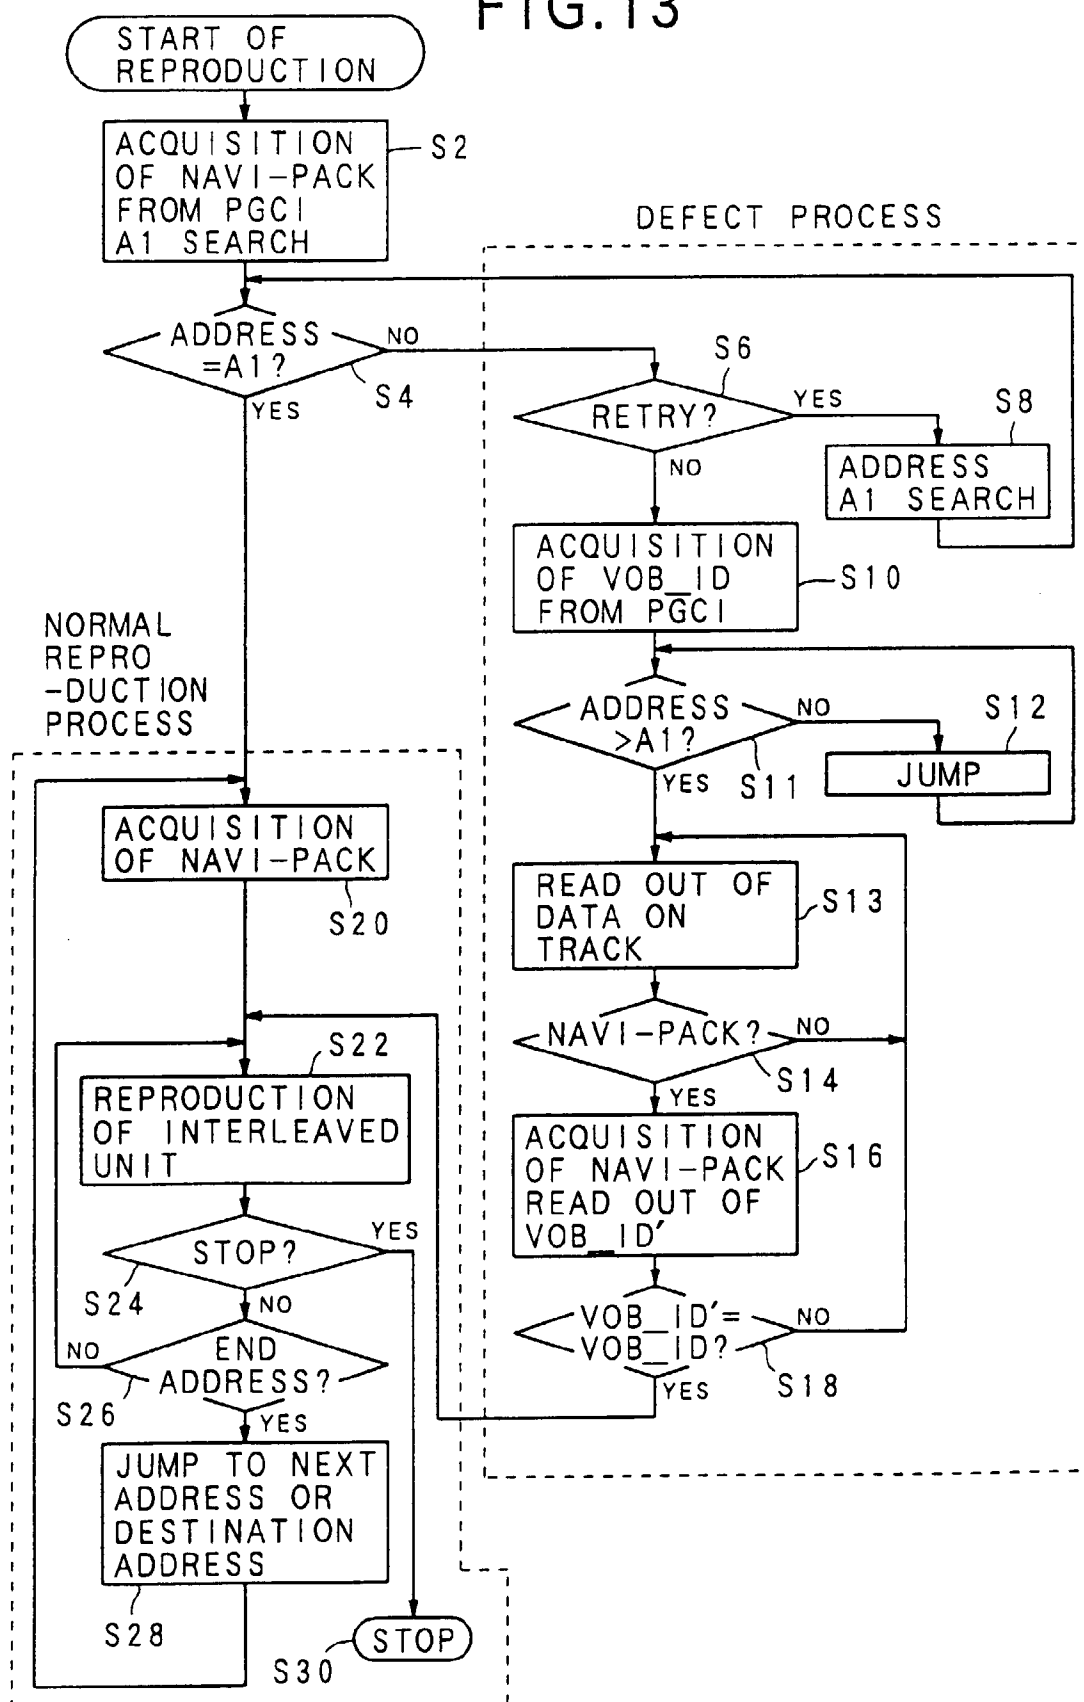 FIG.13
START OF
REPRODUCTION
ACQUISITION
OF NAVI-PACK
FROM PGCI
A1 SEARCH
S2
DEFECT PROCESS
ADDRESS
=A1?
NO
S4
YES
S6
RETRY?
YES
NO
S8
ADDRESS
A1 SEARCH
ACQUISITION
OF VOB_ID
FROM PGCI
S10
ADDRESS
>A1?
NO
S11
YES
S12
JUMP
NORMAL
REPRO
-DUCTION
PROCESS
ACQUISITION
OF NAVI-PACK
S20
READ OUT OF
DATA ON
TRACK
S13
NAVI-PACK?
NO
S14
YES
S22
REPRODUCTION
OF INTERLEAVED
UNIT
ACQUISITION
OF NAVI-PACK
READ OUT OF
VOB_ID'
S16
STOP?
YES
S24
NO
VOB_ID'=
VOB_ID?
NO
S18
YES
END
ADDRESS?
NO
S26
YES
JUMP TO NEXT
ADDRESS OR
DESTINATION
ADDRESS
S28
STOP
S30